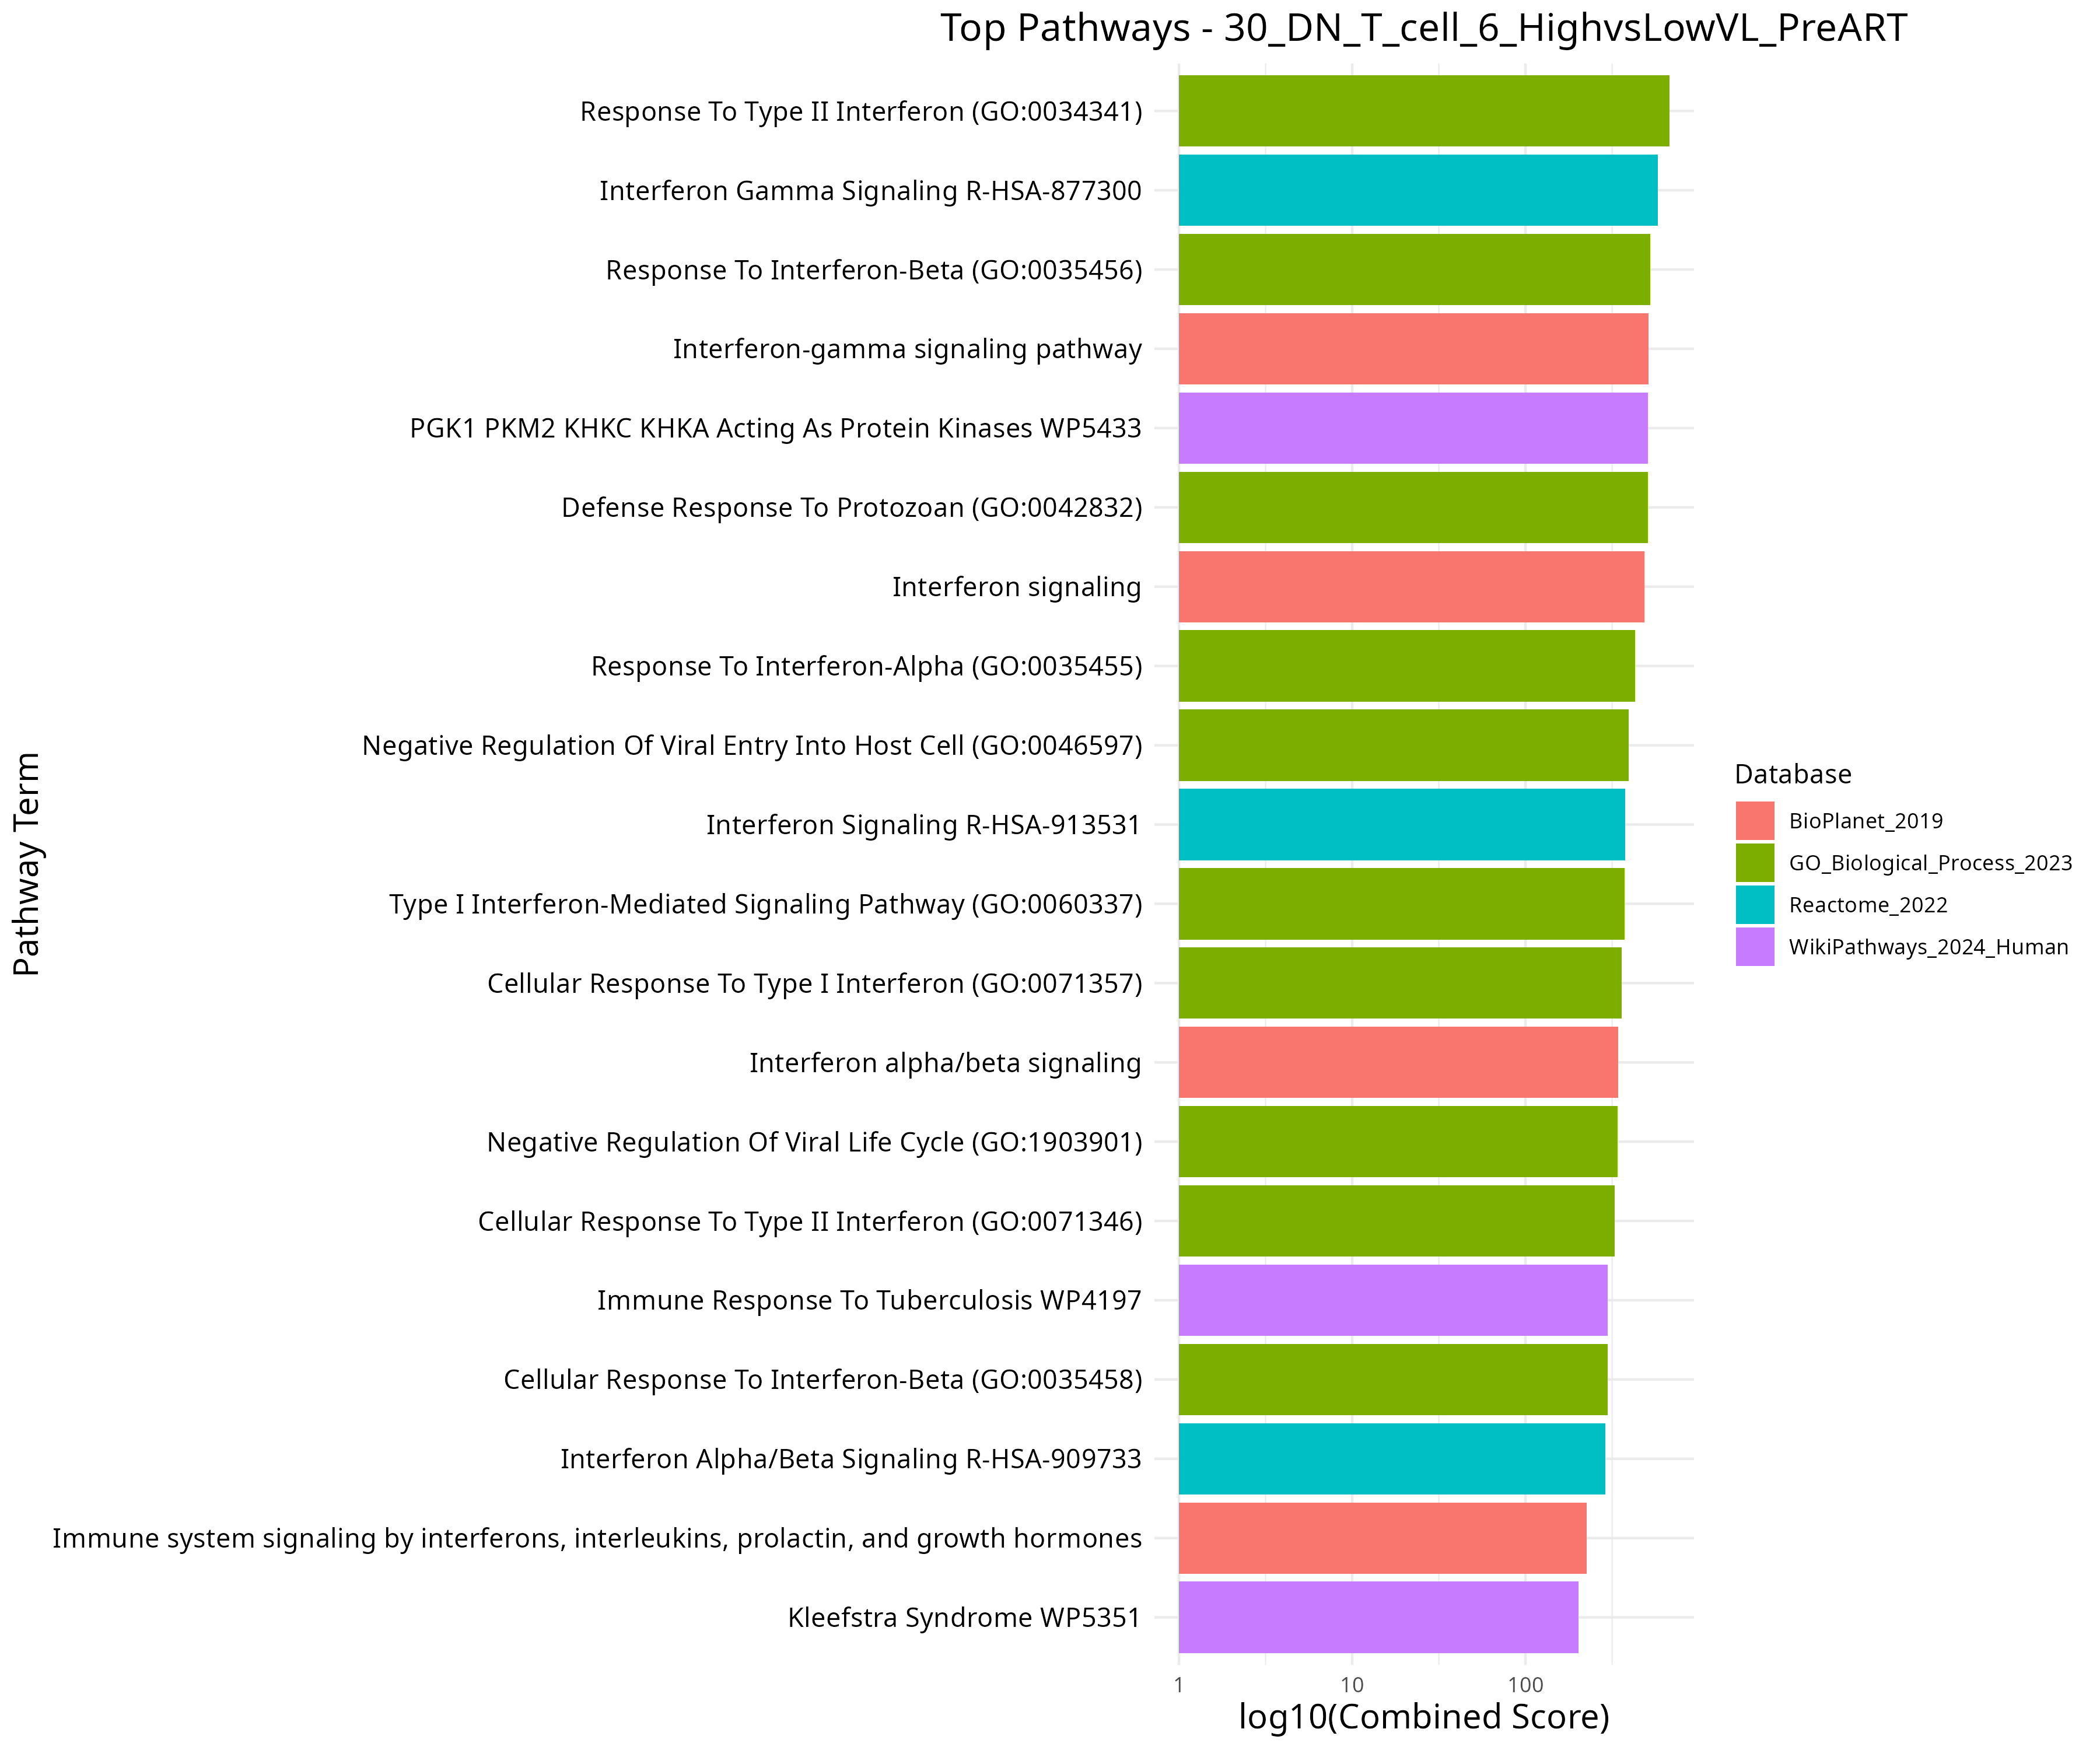 Top Pathways - 30_DN_T_cell_6_HighvsLowVL_PreART
Pathway Term
Response To Type II Interferon (GO:0034341)
Interferon Gamma Signaling R-HSA-877300
Response To Interferon-Beta (GO:0035456)
Interferon-gamma signaling pathway
PGK1 PKM2 KHKC KHKA Acting As Protein Kinases WP5433
Defense Response To Protozoan (GO:0042832)
Interferon signaling
Response To Interferon-Alpha (GO:0035455)
Negative Regulation Of Viral Entry Into Host Cell (GO:0046597)
Interferon Signaling R-HSA-913531
Type I Interferon-Mediated Signaling Pathway (GO:0060337)
Cellular Response To Type I Interferon (GO:0071357)
Interferon alpha/beta signaling
Negative Regulation Of Viral Life Cycle (GO:1903901)
Cellular Response To Type II Interferon (GO:0071346)
Immune Response To Tuberculosis WP4197
Cellular Response To Interferon-Beta (GO:0035458)
Interferon Alpha/Beta Signaling R-HSA-909733
Immune system signaling by interferons, interleukins, prolactin, and growth hormones
Kleefstra Syndrome WP5351
1 10 100
log10(Combined Score)
Database
BioPlanet_2019
GO_Biological_Process_2023
Reactome_2022
WikiPathways_2024_Human